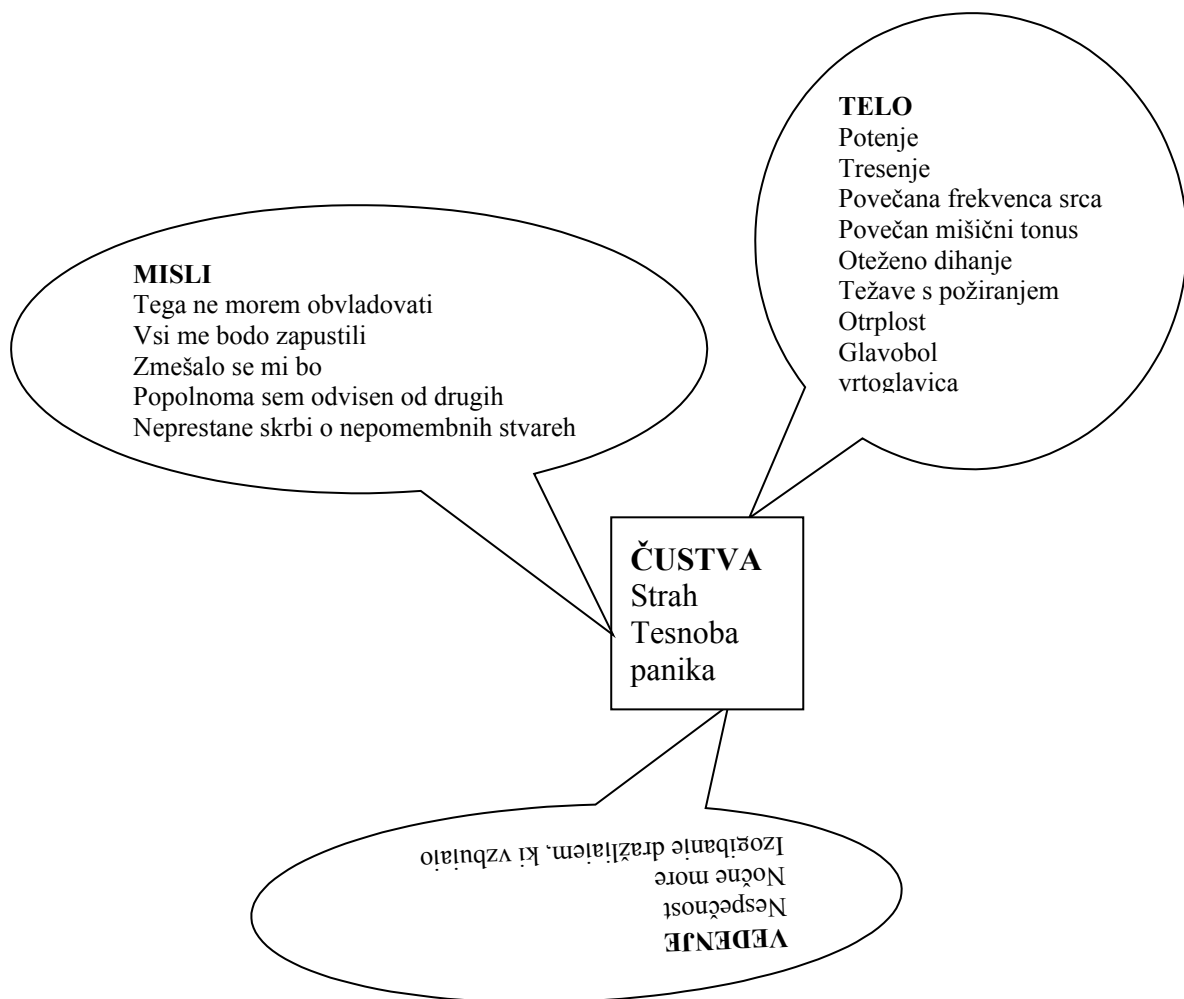 TELO
Potenje
Tresenje
Povečana frekvenca srca
Povečan mišični tonus
Oteženo dihanje
Težave s požiranjem
Otrplost
Glavobol
vrtoglavica
MISLI
Tega ne morem obvladovati
Vsi me bodo zapustili
Zmešalo se mi bo
Popolnoma sem odvisen od drugih
Neprestane skrbi o nepomembnih stvareh
ČUSTVA
Strah
Tesnoba
panika
VEDENJE
Nespečnost
Nočne more
Izogibanje dražljajem, ki vzbujajo